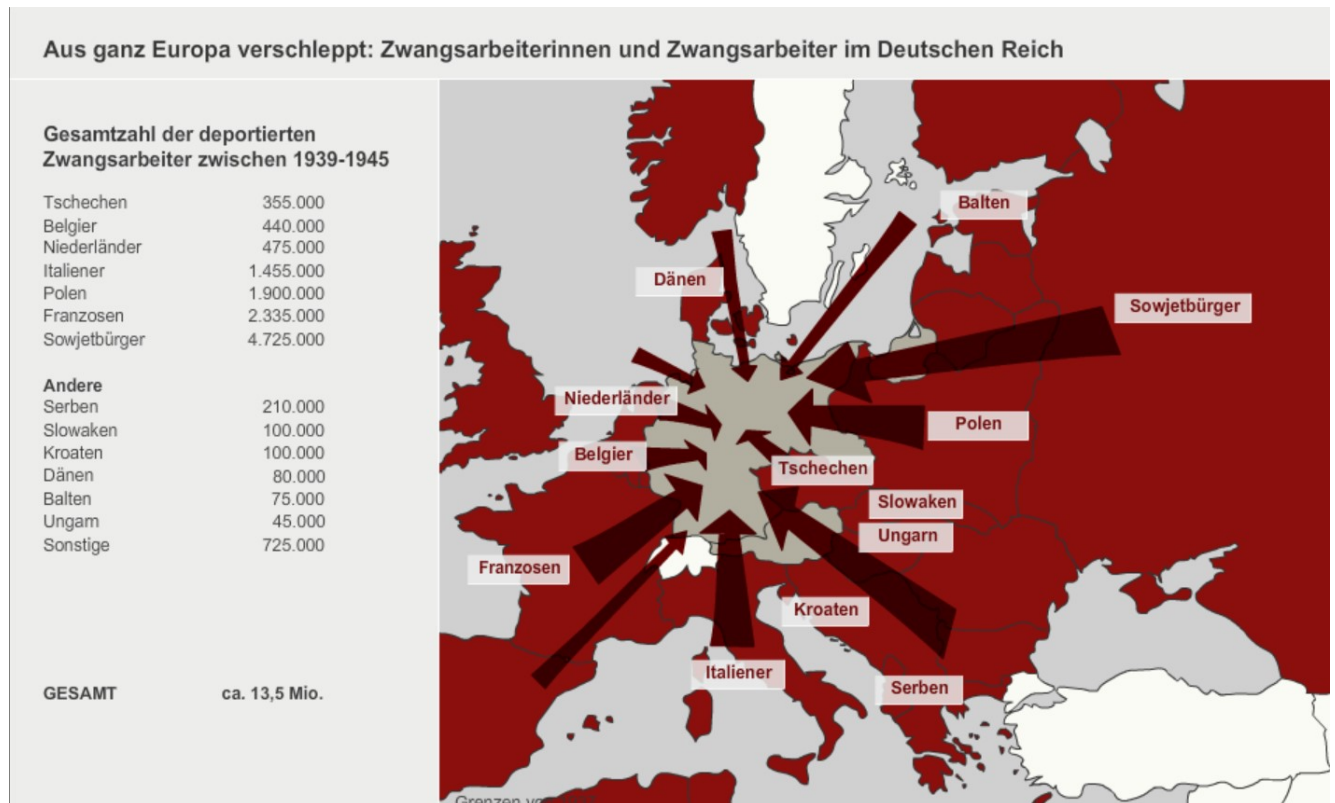 Aus ganz Europa verschleppt: Zwangsarbeiterinnen und Zwangsarbeiter im Deutschen Reich
Gesamtzahl der deportierten
Zwangsarbeiter zwischen 1939-1945
Tschechen 355.000
Belgier 440.000
Niederländer 475.000
Italiener 1.455.000
Polen 1.900.000
Franzosen 2.335.000
Sowjetbürger 4.725.000
Andere
Serben 210.000
Slowaken 100.000
Kroaten 100.000
Dänen 80.000
Balten 75.000
Ungarn 45.000
Sonstige 725.000
GESAMT ca. 13,5 Mio.
Balten
Dänen
Sowjetbürger
Niederländer
Polen
Belgier
Tschechen
Slowaken
Ungarn
Franzosen
Kroaten
Italiener
Serben
Grenzen